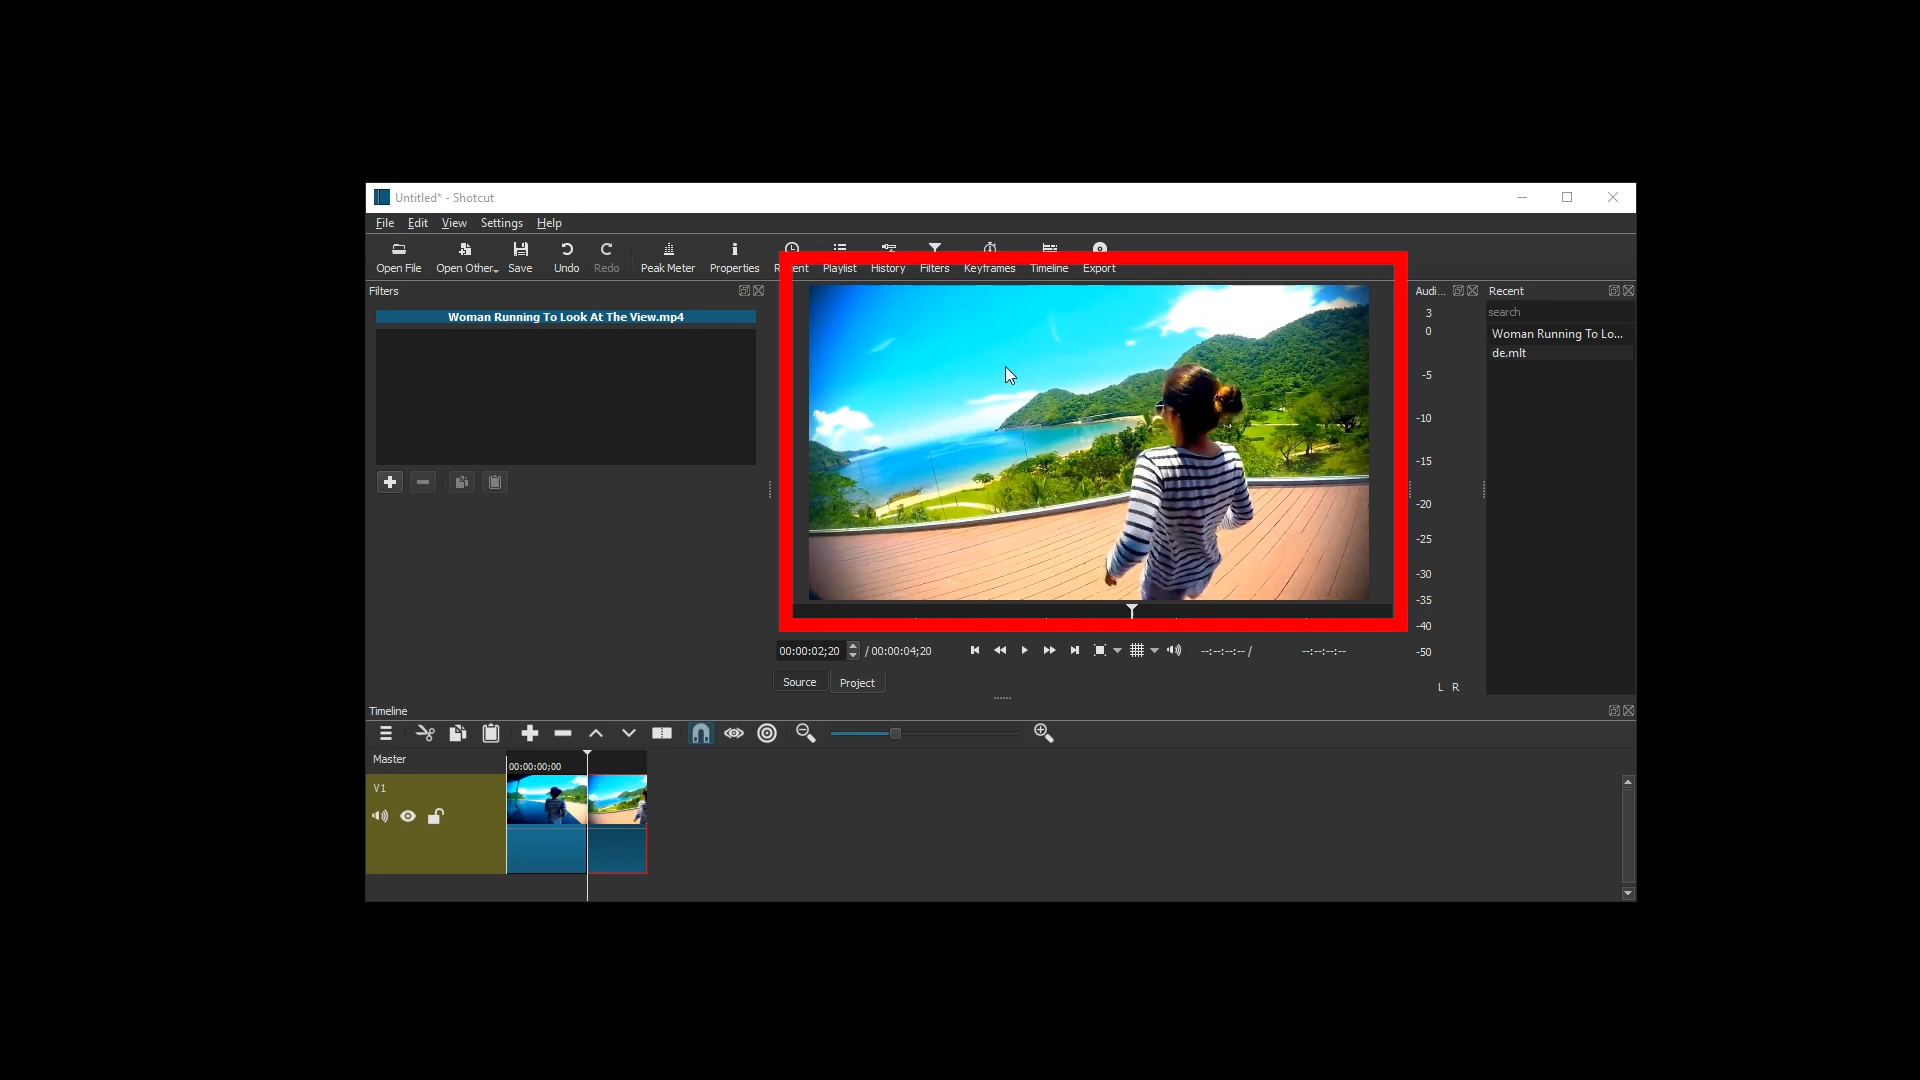 Untitled* - Shotcut
File Edit View Settings Help
Open File Open Other Save Undo Redo Peak Meter Properties Recent Playlist History Filters Keyframes Timeline Export
Filters
Woman Running To Look At The View.mp4
Audi... Recent
search
Woman Running To Lo...
de.mlt
3
0
-5
-10
-15
-20
-25
-30
-35
-40
-50
L R
00:00:02;20 / 00:00:04;20 --:--:--:-- / --:--:--:--
Source Project
Timeline
Master
00:00:00;00
V1